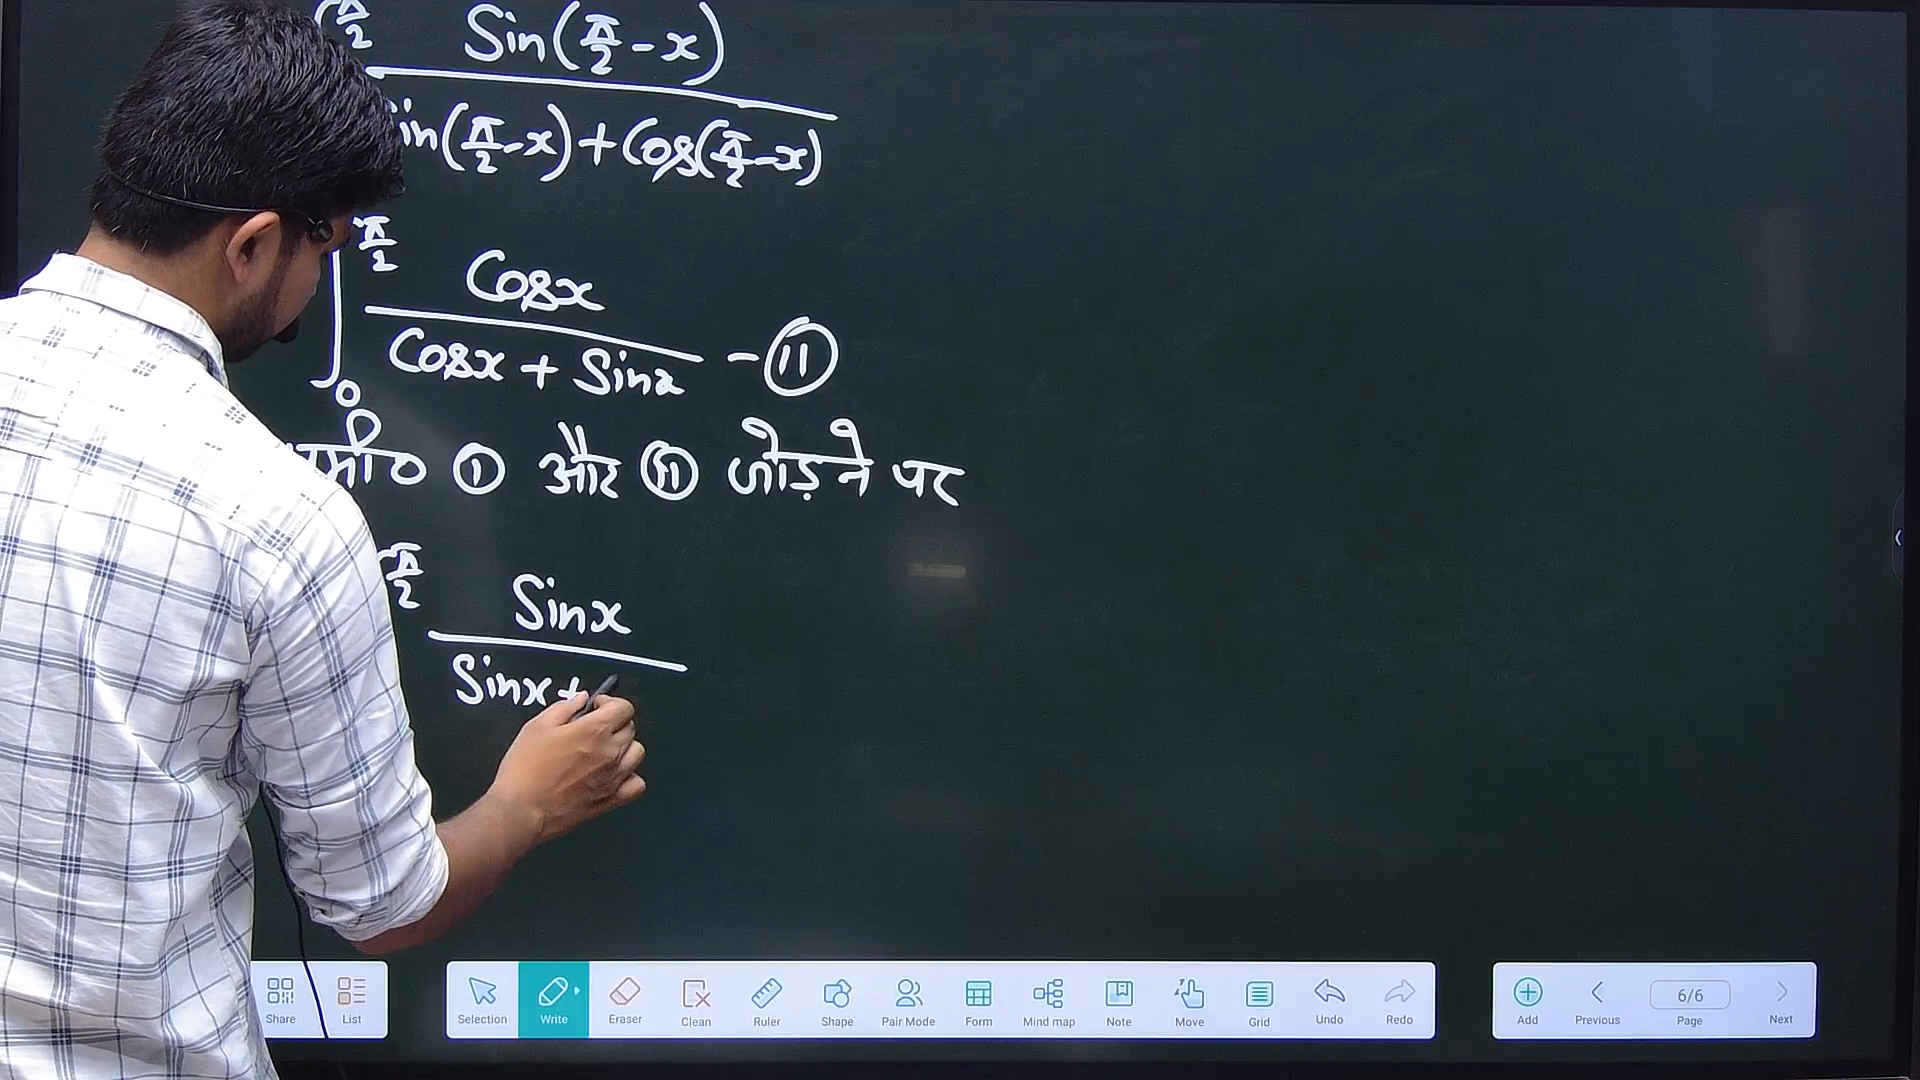 π/2 Sin(π/2-x)
in(π/2-x)+Cos(π/2-x)
∫ π/2 0 Cosx
Cosx + Sinx - (II)
मी० (I) और (II) जोड़ने पर
π/2 Sinx
Sinx+
Share List Selection Write Eraser Clean Ruler Shape Pair Mode Form Mind map Note Move Grid Undo Redo Add Previous 6/6 Page Next